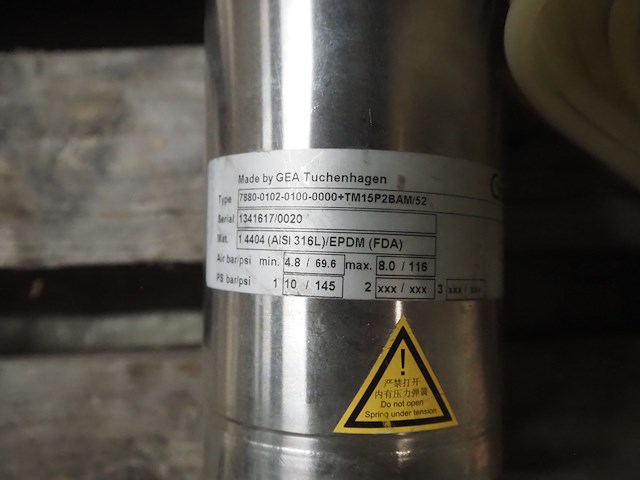 Made by GEA Tuchenhagen
Type 7880-0102-0100-0000+TM15P2BAM/52
Serial 1341617/0020
Mat. 1.4404 (AISI 316L)/EPDM (FDA)
Air bar/psi min. 4.8 / 69.6 max. 8.0 / 116
PS bar/psi 1 10 / 145 2 xxx / xxx 3 xxx / xxx
!
严禁打开
内有压力弹簧
Do not open
Spring under tension